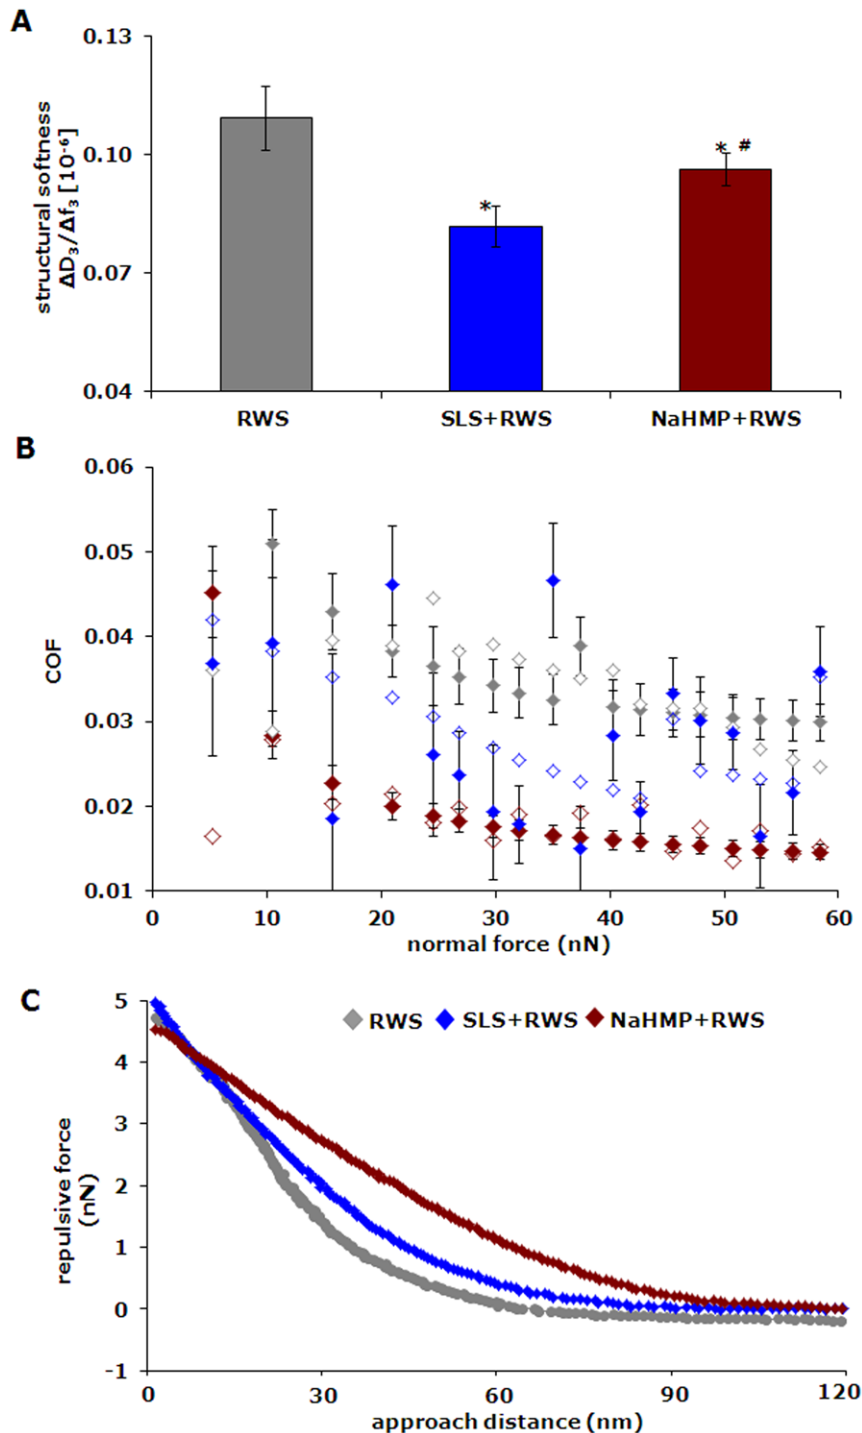 A
0.13
0.10
0.07
0.04
structural softness
ΔD₃/Δf₃ [10⁻⁶]
*
* #
RWS SLS+RWS NaHMP+RWS
B
0.06
0.05
0.04
0.03
0.02
0.01
COF
0 10 20 30 40 50 60
normal force (nN)
C
5
4
3
2
1
0
-1
repulsive force
(nN)
RWS SLS+RWS NaHMP+RWS
0 30 60 90 120
approach distance (nm)